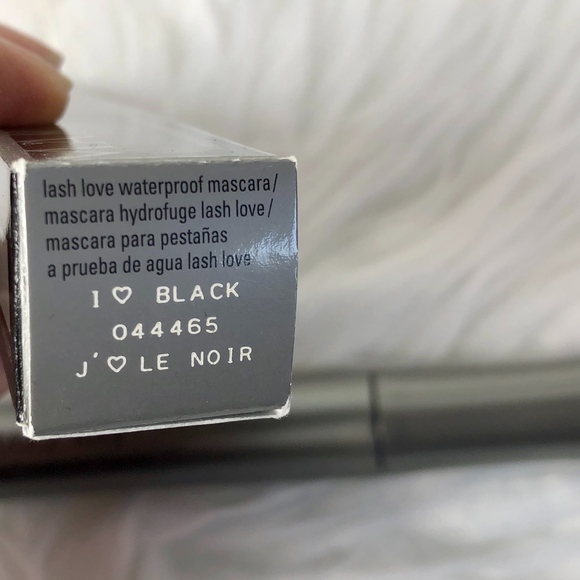 lash love waterproof mascara/
mascara hydrofuge lash love/
mascara para pestañas
a prueba de agua lash love
I ♡ BLACK
044465
J'♡ LE NOIR